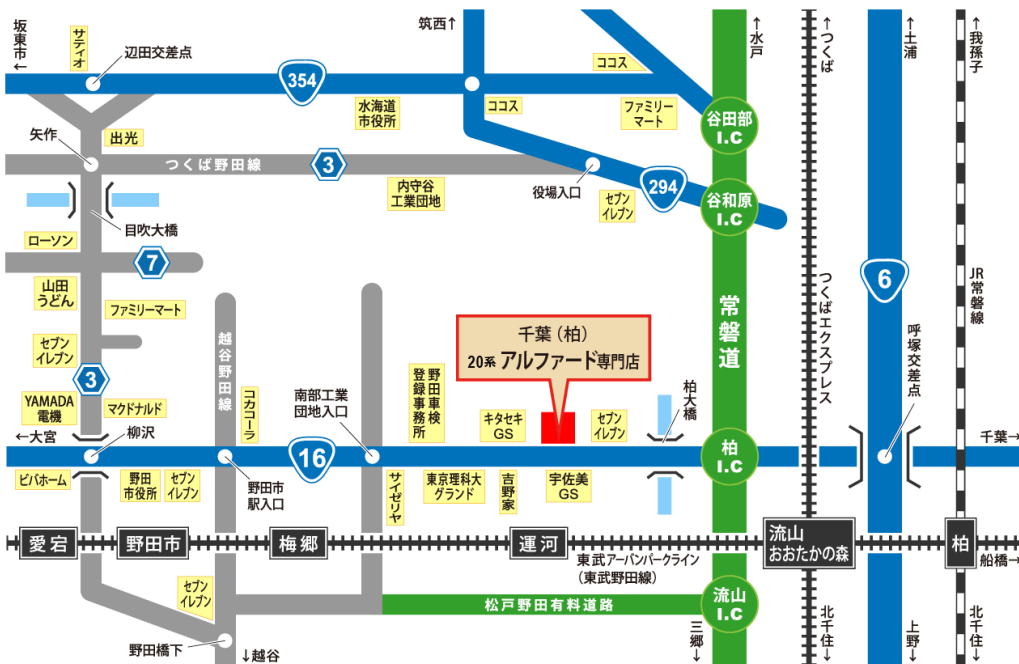 坂東市←
サティオ
辺田交差点
354
筑西↑
ココス
↑水戸
↑つくば
↑土浦
↑我孫子
水海道
市役所
ココス
ファミリー
マート
谷田部
I.C
矢作
出光
つくば野田線
3
内守谷
工業団地
役場入口
294
セブン
イレブン
谷和原
I.C
目吹大橋
ローソン
7
山田
うどん
ファミリーマート
セブン
イレブン
3
YAMADA
電機
マクドナルド
越谷野田線
コカコーラ
南部工業
団地入口
野田車検
登録事務所
千葉（柏）
20系 アルファード専門店
キタセキ
GS
セブン
イレブン
柏大橋
常磐道
つくばエクスプレス
6
呼塚交差点
JR常磐線
←大宮
柳沢
16
柏
I.C
千葉→
ビバホーム
野田
市役所
セブン
イレブン
野田市
駅入口
サイゼリヤ
東京理科大
グランド
吉野家
宇佐美
GS
愛宕
野田市
梅郷
運河
東武アーバンパークライン
（東武野田線）
流山
おおたかの森
柏
船橋→
セブン
イレブン
松戸野田有料道路
流山
I.C
野田橋下
↓越谷
三郷↓
北千住↓
上野↓
北千住↓